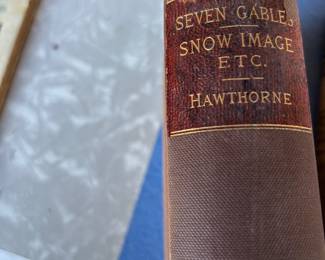 SEVEN GABLES
SNOW IMAGE
ETC.
HAWTHORNE